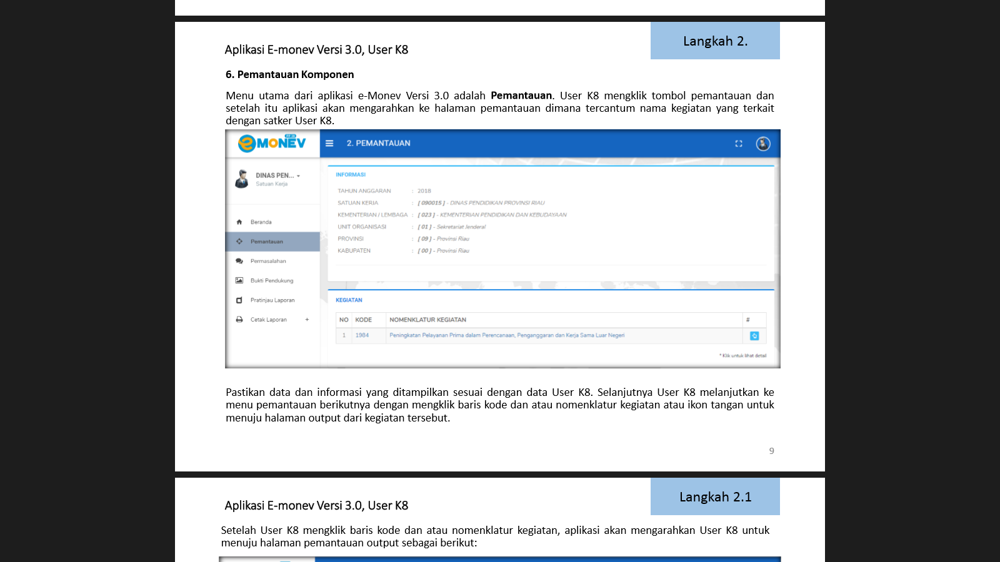 Langkah 2.
Aplikasi E-monev Versi 3.0, User K8
6. Pemantauan Komponen
Menu utama dari aplikasi e-Monev Versi 3.0 adalah Pemantauan. User K8 mengklik tombol pemantauan dan
setelah itu aplikasi akan mengarahkan ke halaman pemantauan dimana tercantum nama kegiatan yang terkait
dengan satker User K8.
eMONEV
2. PEMANTAUAN
DINAS PEN...
Satuan Kerja
Beranda
Pemantauan
Permasalahan
Bukti Pendukung
Pratinjau Laporan
Cetak Laporan +
INFORMASI
TAHUN ANGGARAN : 2018
SATUAN KERJA : [ 090015 ] - DINAS PENDIDIKAN PROVINSI RIAU
KEMENTERIAN / LEMBAGA : [ 023 ] - KEMENTERIAN PENDIDIKAN DAN KEBUDAYAAN
UNIT ORGANISASI : [ 01 ] - Sekretariat Jenderal
PROVINSI : [ 09 ] - Provinsi Riau
KABUPATEN : [ 00 ] - Provinsi Riau
KEGIATAN
NO KODE NOMENKLATUR KEGIATAN #
1 1984 Peningkatan Pelayanan Prima dalam Perencanaan, Penganggaran dan Kerja Sama Luar Negeri
* Klik untuk lihat detail
Pastikan data dan informasi yang ditampilkan sesuai dengan data User K8. Selanjutnya User K8 melanjutkan ke
menu pemantauan berikutnya dengan mengklik baris kode dan atau nomenklatur kegiatan atau ikon tangan untuk
menuju halaman output dari kegiatan tersebut.
9
Langkah 2.1
Aplikasi E-monev Versi 3.0, User K8
Setelah User K8 mengklik baris kode dan atau nomenklatur kegiatan, aplikasi akan mengarahkan User K8 untuk
menuju halaman pemantauan output sebagai berikut: